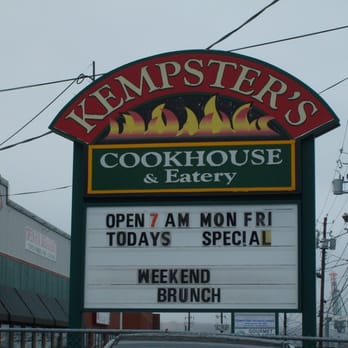 KEMPSTER'S
COOKHOUSE
& Eatery
OPEN 7 AM MON FRI
TODAYS SPECIAL
WEEKEND
BRUNCH